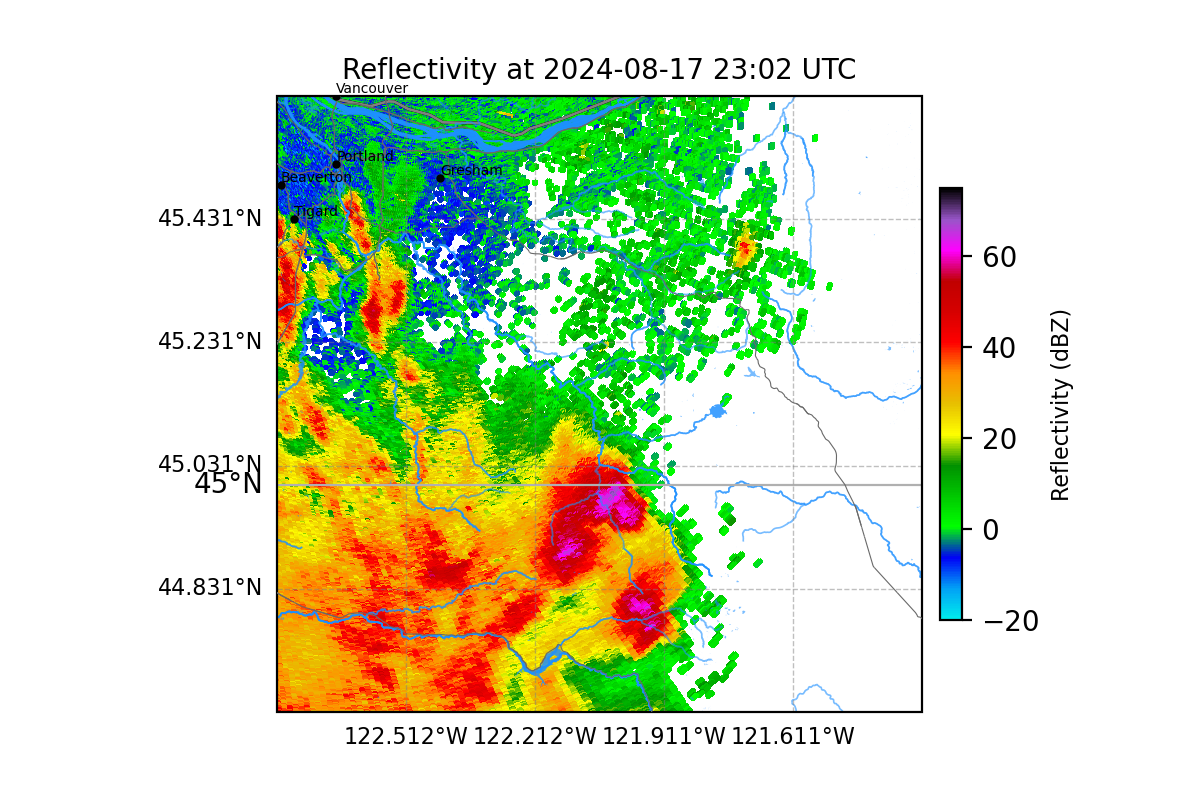 Reflectivity at 2024-08-17 23:02 UTC
Vancouver
Portland
Gresham
Beaverton
Tigard
45.431°N
45.231°N
45.031°N
45°N
44.831°N
122.512°W 122.212°W 121.911°W 121.611°W
60
40
20
0
−20
Reflectivity (dBZ)